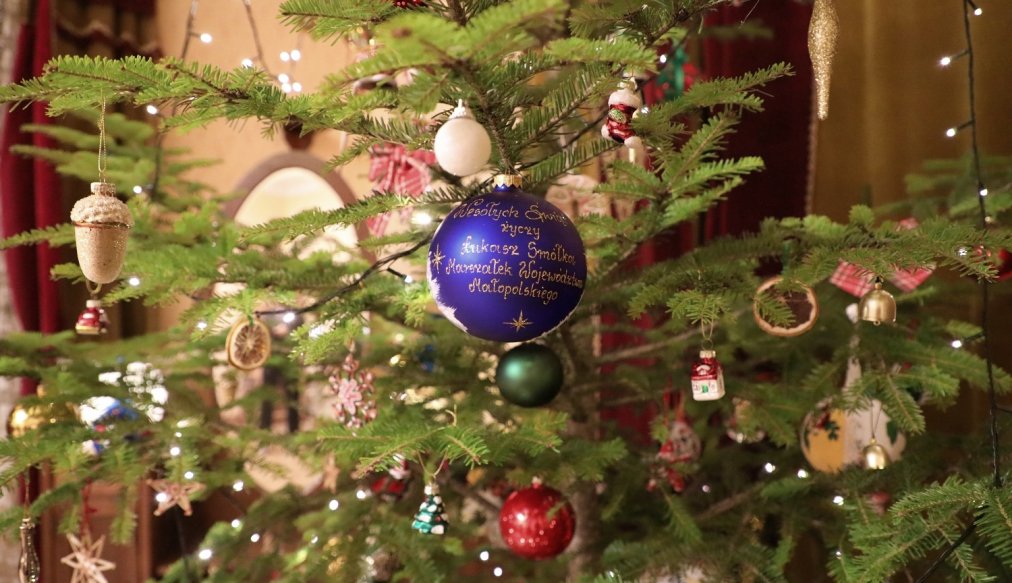 Wesołych Świąt
życzy
Łukasz Smółka
Marszałek Województwa
Małopolskiego